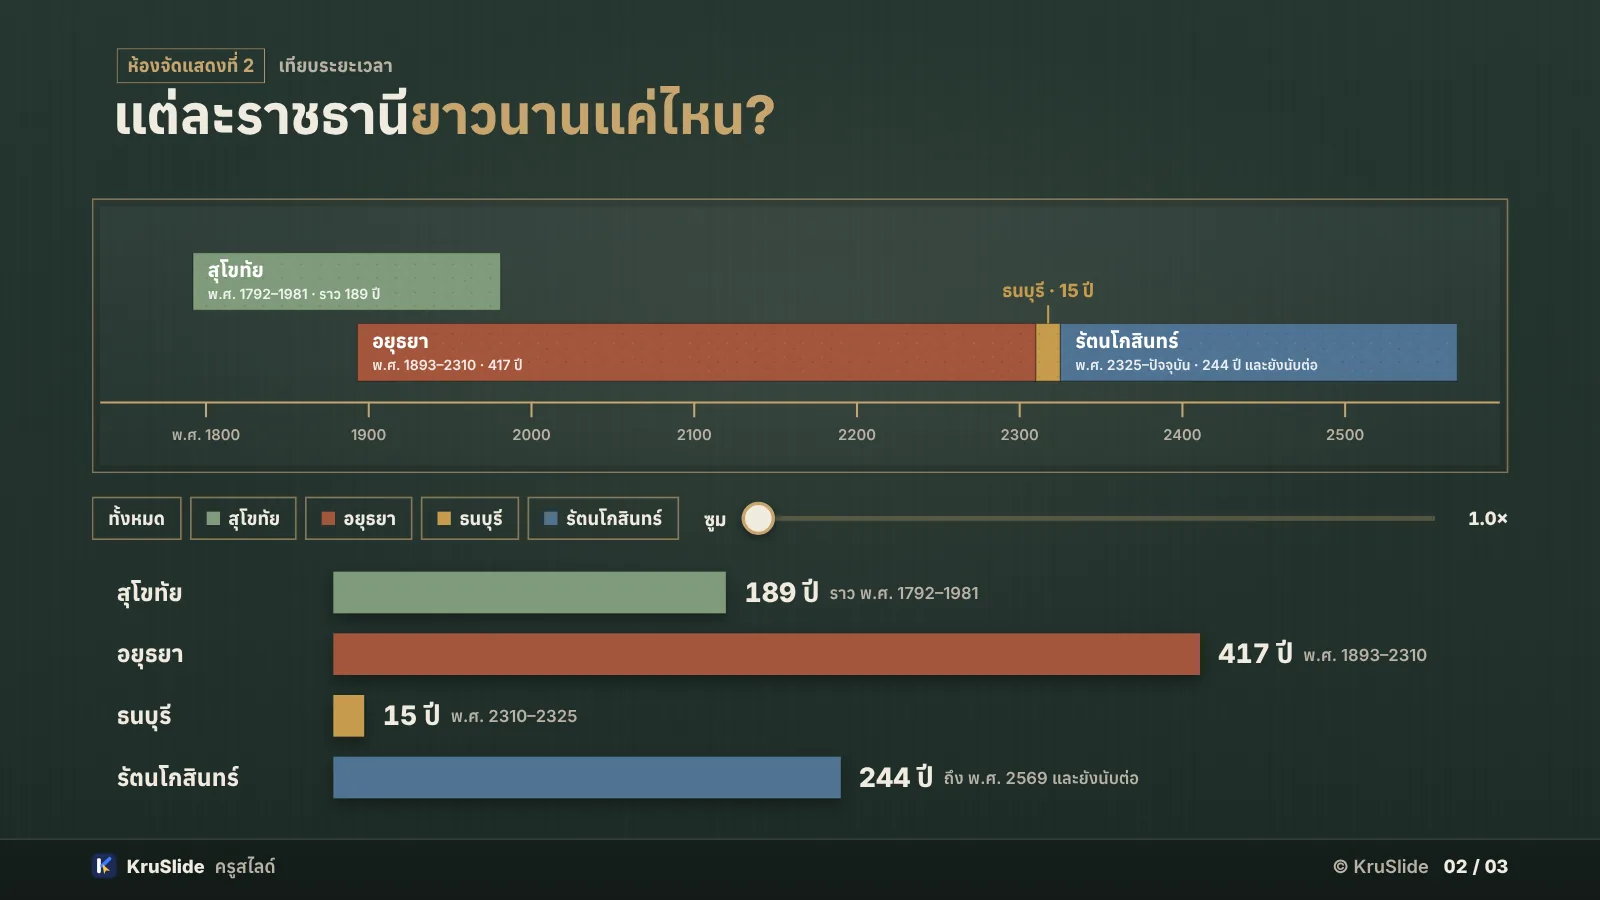 ห้องจัดแสดงที่ 2 เทียบระยะเวลา
แต่ละราชธานียาวนานแค่ไหน?
สุโขทัย
พ.ศ. 1792–1981 · ราว 189 ปี
ธนบุรี · 15 ปี
อยุธยา
พ.ศ. 1893–2310 · 417 ปี
รัตนโกสินทร์
พ.ศ. 2325–ปัจจุบัน · 244 ปี และยังนับต่อ
พ.ศ. 1800 1900 2000 2100 2200 2300 2400 2500
ทั้งหมด สุโขทัย อยุธยา ธนบุรี รัตนโกสินทร์ ซูม 1.0×
สุโขทัย 189 ปี ราว พ.ศ. 1792–1981
อยุธยา 417 ปี พ.ศ. 1893–2310
ธนบุรี 15 ปี พ.ศ. 2310–2325
รัตนโกสินทร์ 244 ปี ถึง พ.ศ. 2569 และยังนับต่อ
KruSlide ครูสไลด์ © KruSlide 02 / 03